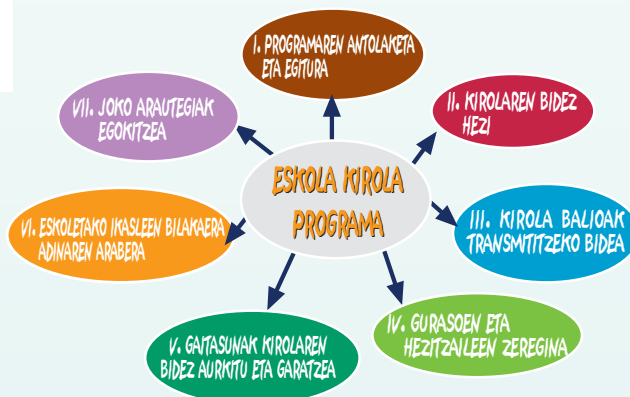 I. PROGRAMAREN ANTOLAKETA
ETA EGITURA
II. KIROLAREN BIDEZ
HEZI
III. KIROLA BALIOAK
TRANSMITITZEKO BIDEA
IV. GURASOEN ETA
HEZITZAILEEN ZEREGINA
V. GAITASUNAK KIROLAREN
BIDEZ AURKITU ETA GARATZEA
VI. ESKOLETAKO IKASLEEN BILAKAERA
ADINAREN ARABERA
VII. JOKO ARAUTEGIAK
EGOKITZEA
ESKOLA KIROLA
PROGRAMA